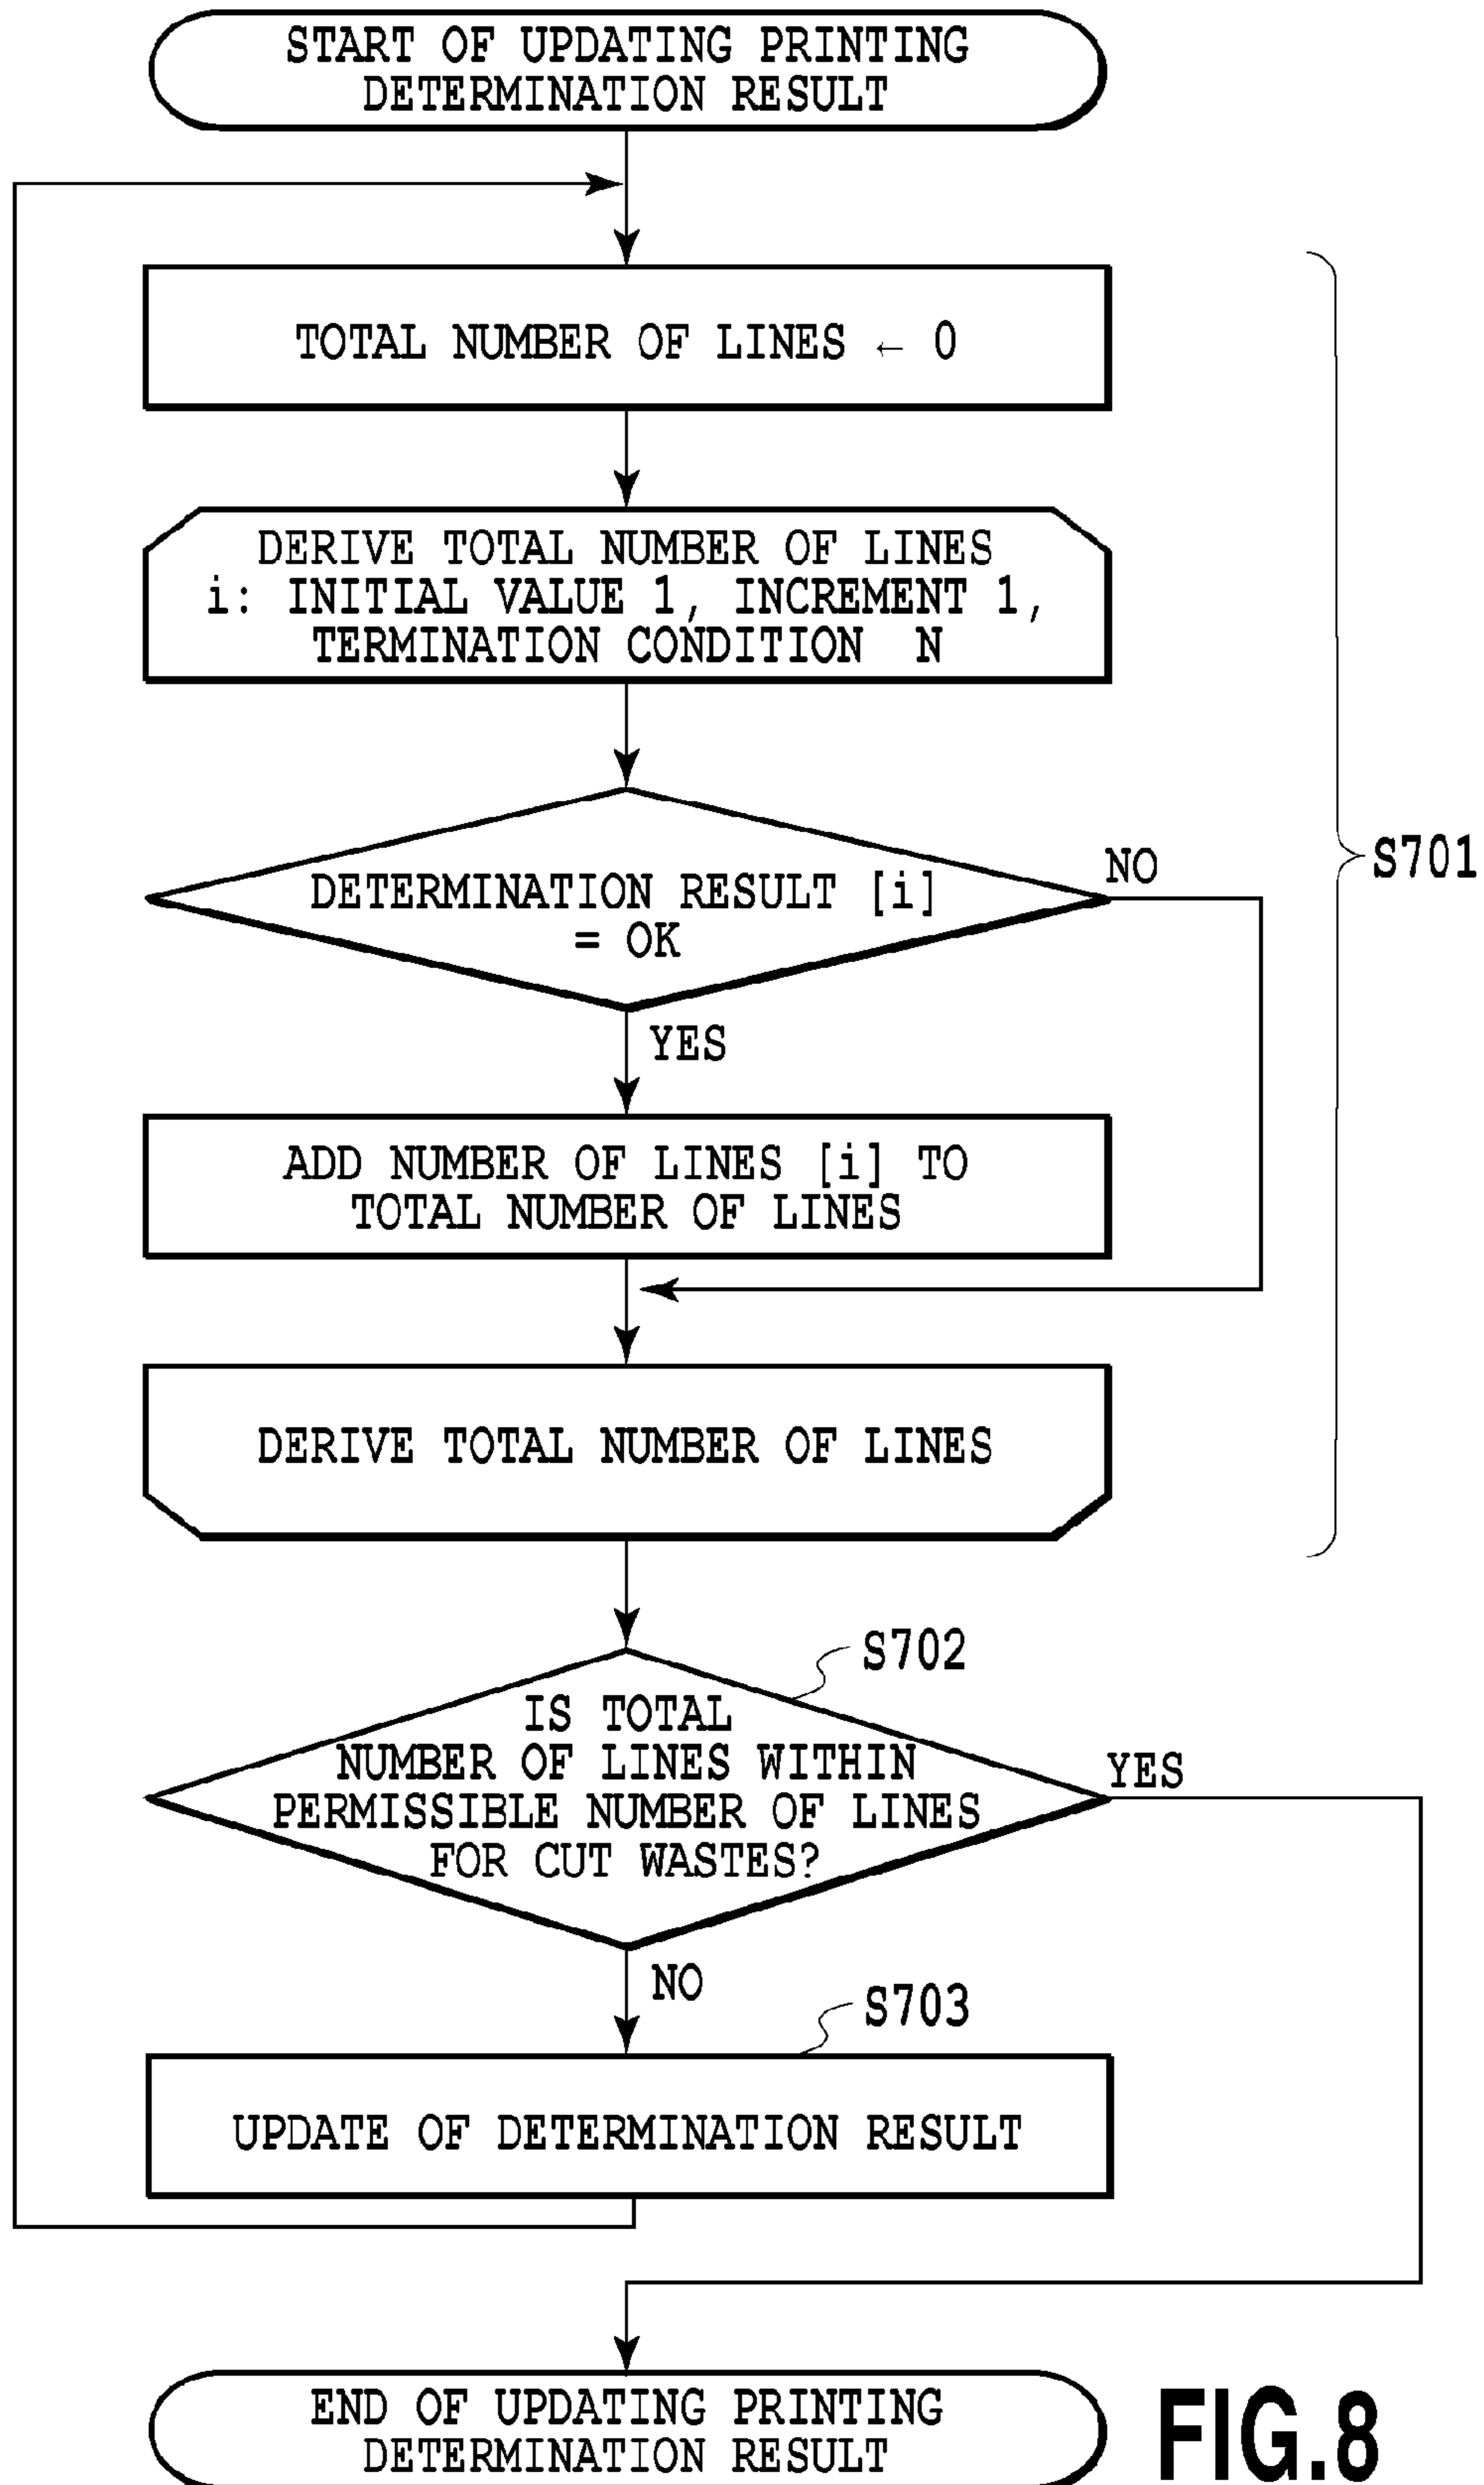 START OF UPDATING PRINTING
DETERMINATION RESULT
TOTAL NUMBER OF LINES ← 0
DERIVE TOTAL NUMBER OF LINES
i: INITIAL VALUE 1, INCREMENT 1,
TERMINATION CONDITION N
DETERMINATION RESULT [i]
= OK
NO
S701
YES
ADD NUMBER OF LINES [i] TO
TOTAL NUMBER OF LINES
DERIVE TOTAL NUMBER OF LINES
S702
IS TOTAL
NUMBER OF LINES WITHIN
PERMISSIBLE NUMBER OF LINES
FOR CUT WASTES?
YES
NO
S703
UPDATE OF DETERMINATION RESULT
END OF UPDATING PRINTING
DETERMINATION RESULT
FIG.8